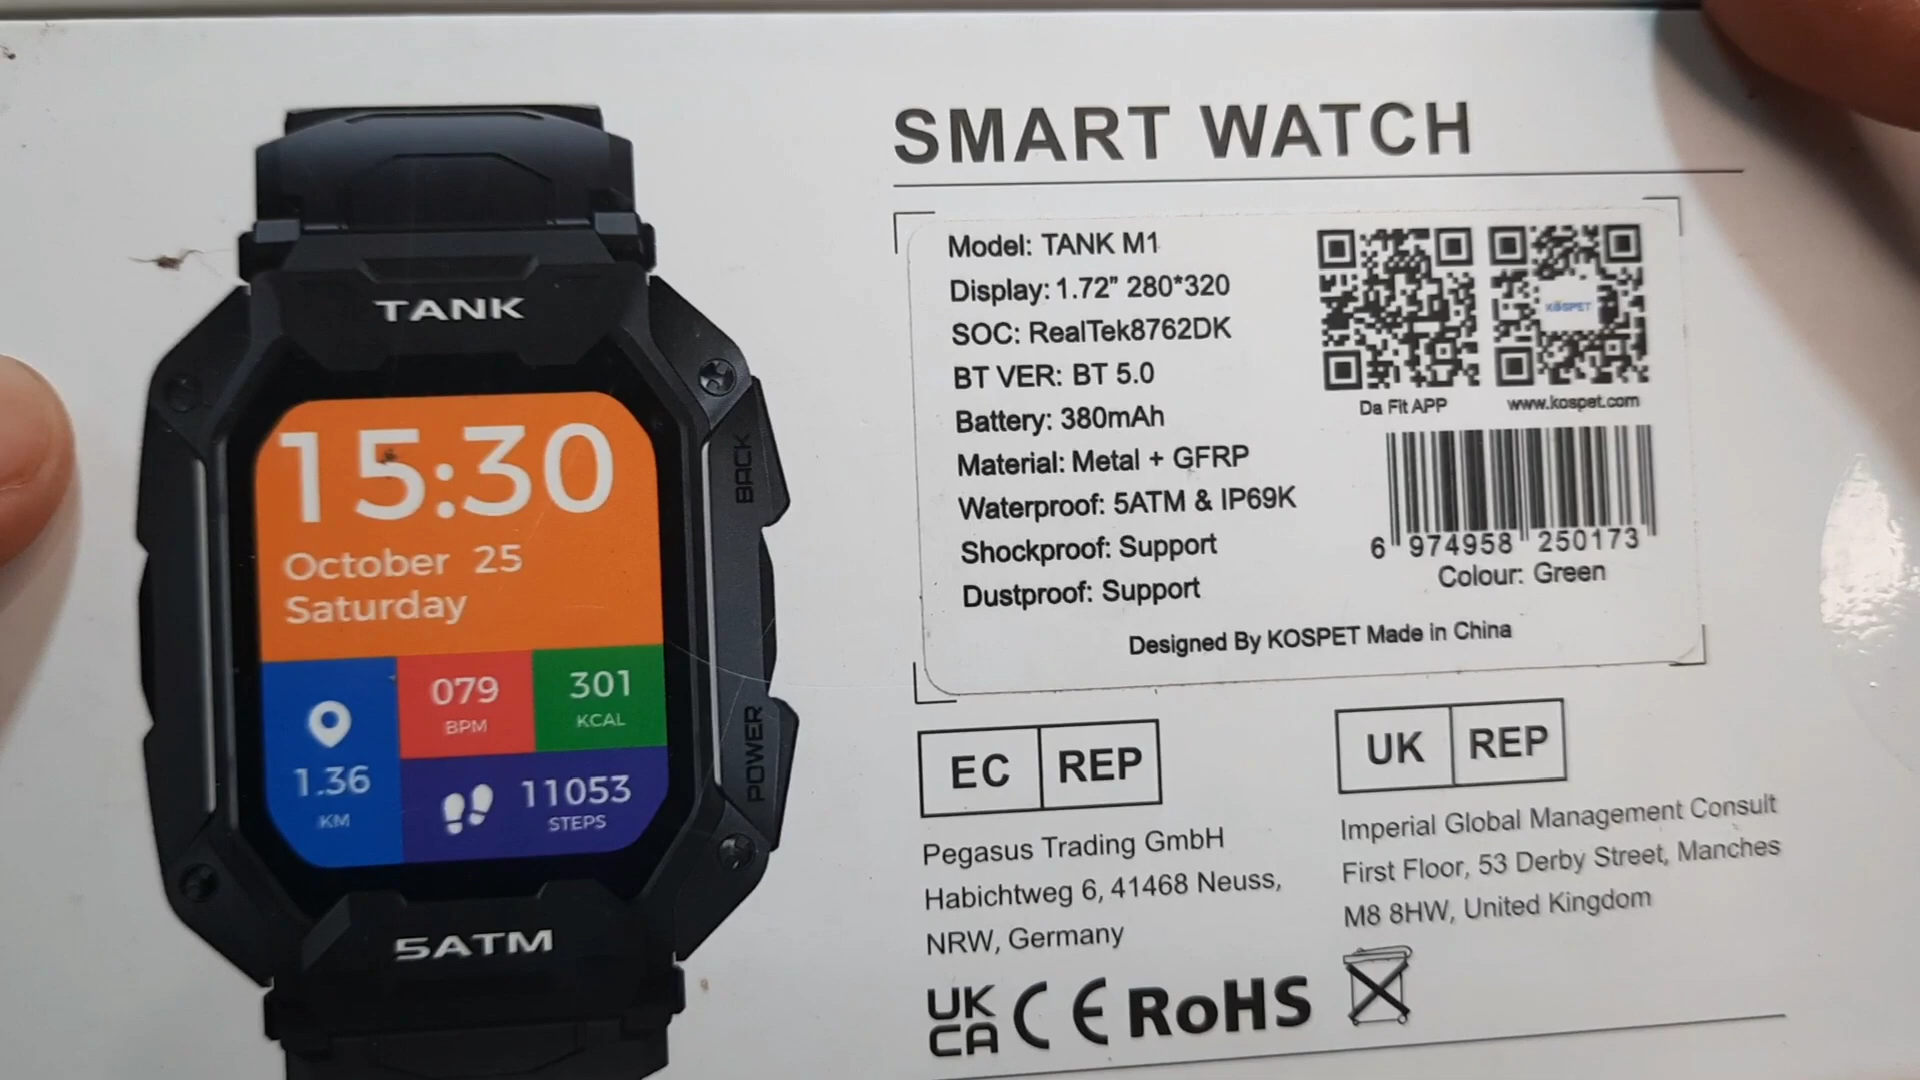 TANK
15:30
October 25
Saturday
079
BPM
301
KCAL
1.36
KM
11053
STEPS
BACK
POWER
5ATM
SMART WATCH
Model: TANK M1
Display: 1.72" 280*320
SOC: RealTek8762DK
BT VER: BT 5.0
Battery: 380mAh
Material: Metal + GFRP
Waterproof: 5ATM & IP69K
Shockproof: Support
Dustproof: Support
KOSPET
Da Fit APP
www.kospet.com
6 974958 250173
Colour: Green
Designed By KOSPET Made in China
EC REP
Pegasus Trading GmbH
Habichtweg 6, 41468 Neuss,
NRW, Germany
UK REP
Imperial Global Management Consult
First Floor, 53 Derby Street, Manches
M8 8HW, United Kingdom
UK
CA CE RoHS